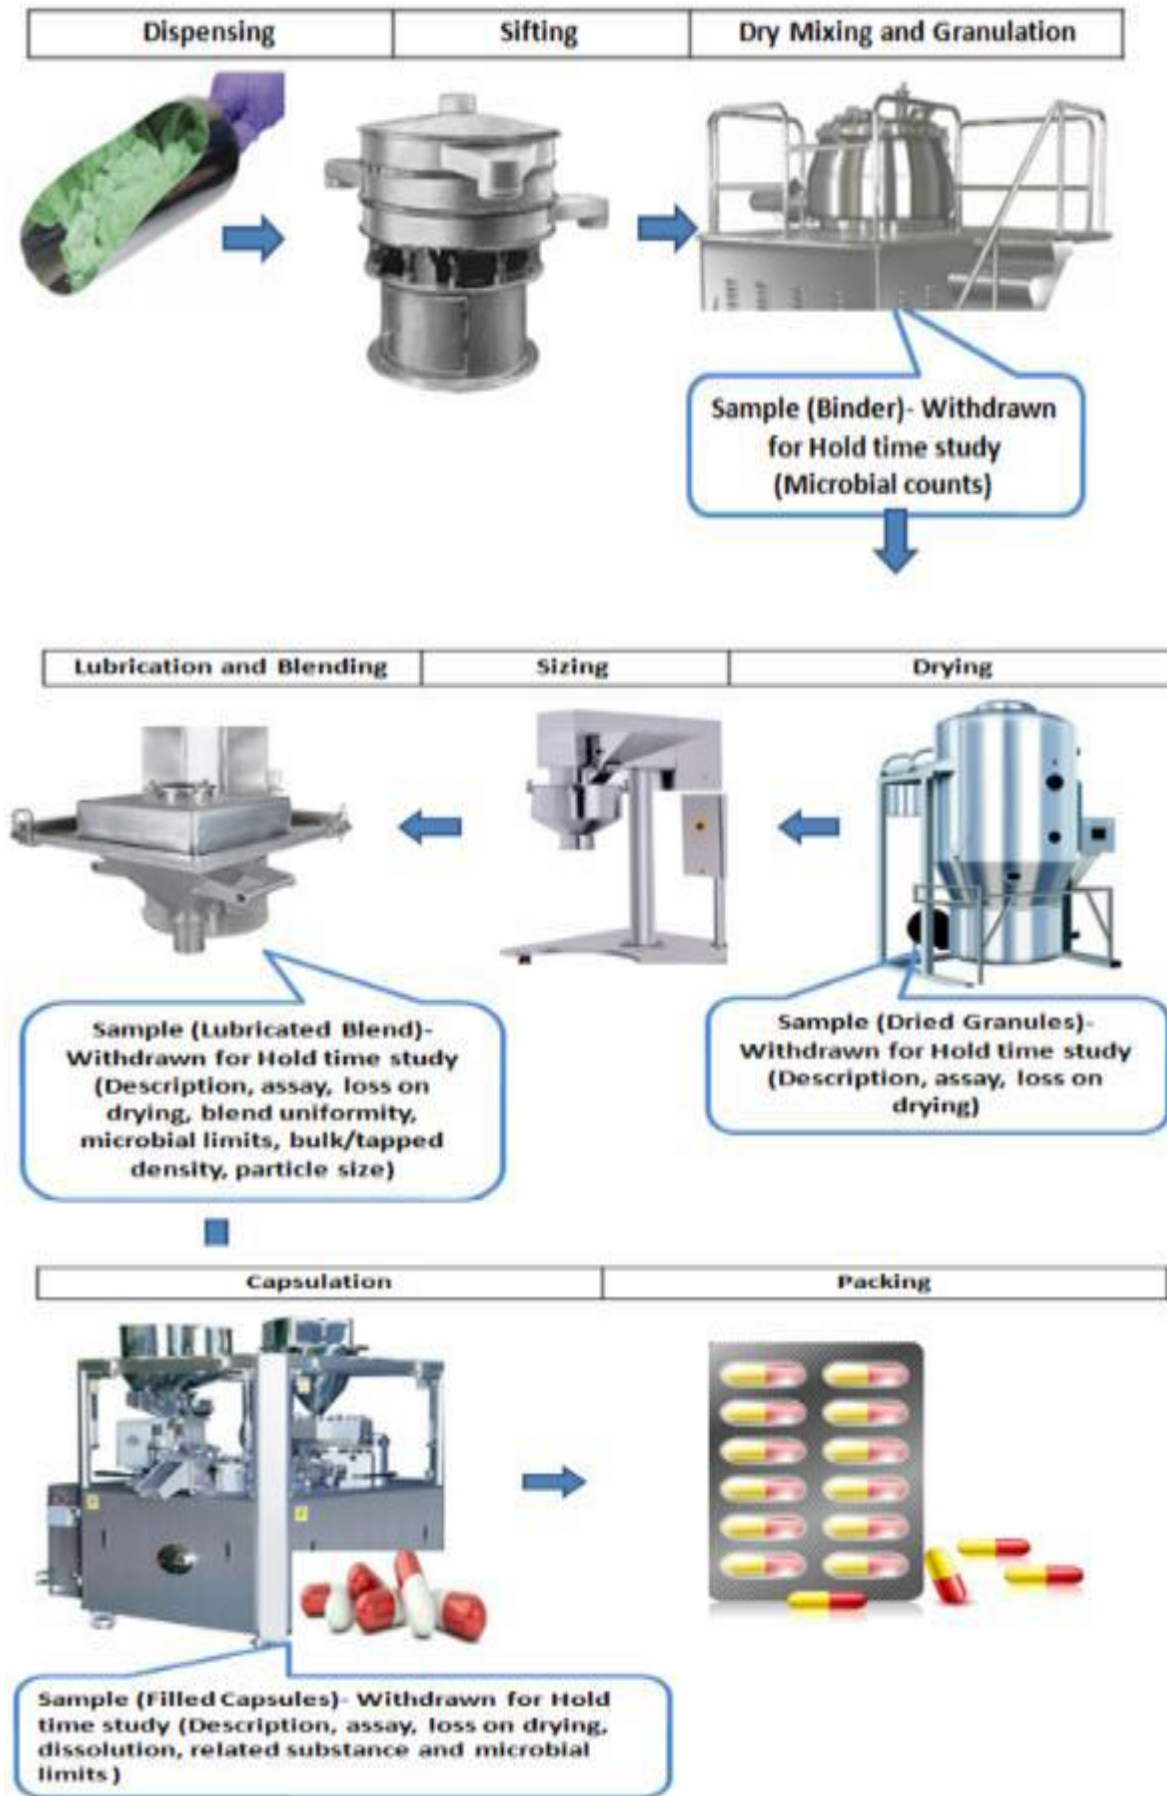 Dispensing
Sifting
Dry Mixing and Granulation
Sample (Binder)- Withdrawn
for Hold time study
(Microbial counts)
Lubrication and Blending
Sizing
Drying
Sample (Lubricated Blend)-
Withdrawn for Hold time study
(Description, assay, loss on
drying, blend uniformity,
microbial limits, bulk/tapped
density, particle size)
Sample (Dried Granules)-
Withdrawn for Hold time study
(Description, assay, loss on
drying)
Capsulation
Packing
Sample (Filled Capsules)- Withdrawn for Hold
time study (Description, assay, loss on drying,
dissolution, related substance and microbial
limits )